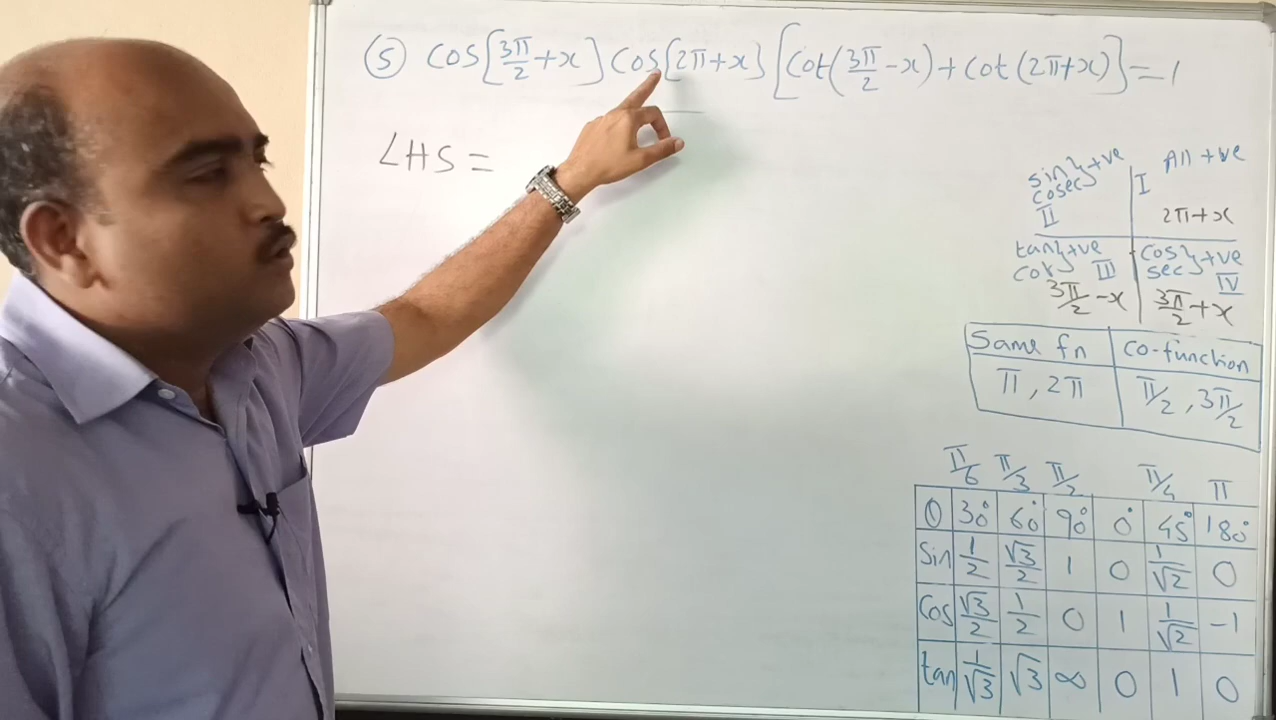 ⑤ cos[3π/2+x] cos[2π+x] [cot(3π/2-x)+cot(2π+x)]=1
LHS =
sin cosec } +ve
II
All +ve
I
2π+x
tan cot } +ve
III
3π/2-x
cos sec } +ve
IV
3π/2+x
Same fn | co-function
π, 2π | π/2, 3π/2
π/6 π/3 π/2 π/4 π
θ 30° 60° 90° 0° 45° 180°
Sin 1/2 √3/2 1 0 1/√2 0
Cos √3/2 1/2 0 1 1/√2 -1
tan 1/√3 √3 ∞ 0 1 0